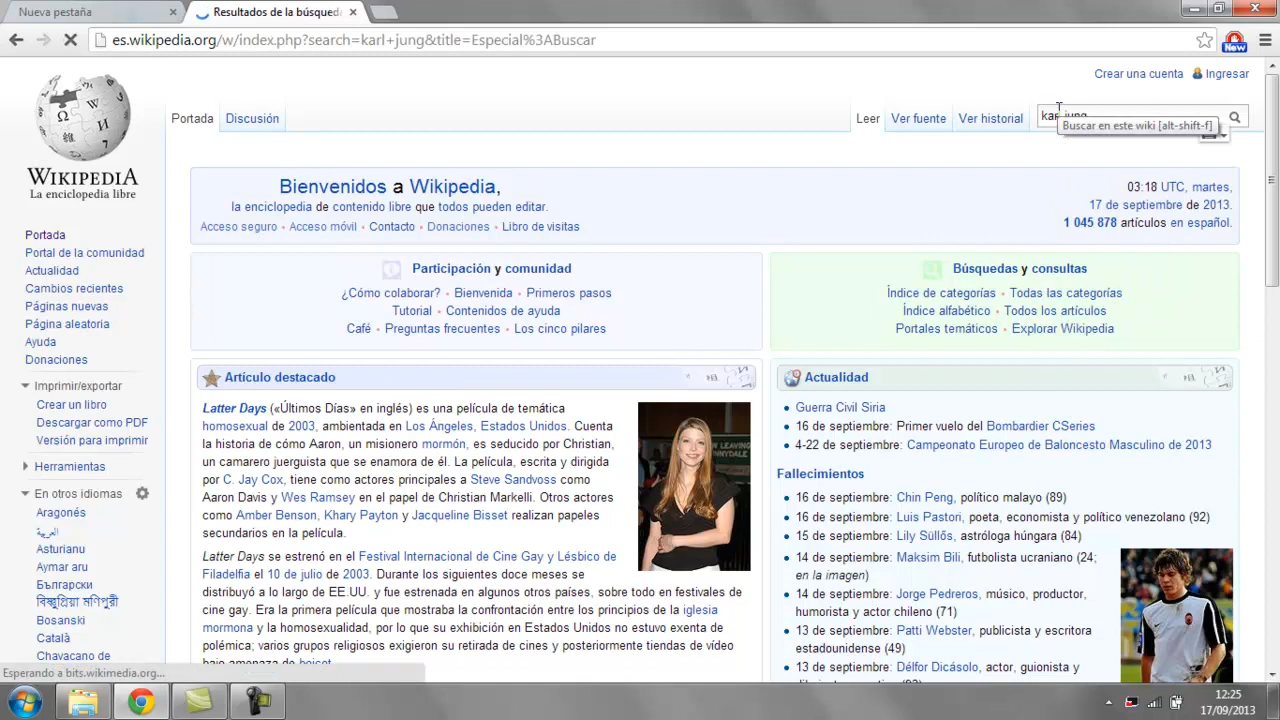 Nueva pestaña
Resultados de la búsqued
es.wikipedia.org/w/index.php?search=karl+jung&title=Especial%3ABuscar
New
Crear una cuenta Ingresar
Portada Discusión Leer Ver fuente Ver historial
Buscar en este wiki [alt-shift-f]
WIKIPEDIA
La enciclopedia libre
Portada
Portal de la comunidad
Actualidad
Cambios recientes
Páginas nuevas
Página aleatoria
Ayuda
Donaciones
Imprimir/exportar
Crear un libro
Descargar como PDF
Versión para imprimir
Herramientas
En otros idiomas
Aragonés
العربية
Asturianu
Aymar aru
Български
বিষ্ণুপ্রিয়া মণিপুরী
Bosanski
Català
Chavacano de
Bienvenidos a Wikipedia,
la enciclopedia de contenido libre que todos pueden editar.
Acceso seguro • Acceso móvil • Contacto • Donaciones • Libro de visitas
03:18 UTC, martes,
17 de septiembre de 2013.
1 045 878 artículos en español.
Participación y comunidad
¿Cómo colaborar? • Bienvenida • Primeros pasos
Tutorial • Contenidos de ayuda
Café • Preguntas frecuentes • Los cinco pilares
Búsquedas y consultas
Índice de categorías • Todas las categorías
Índice alfabético • Todos los artículos
Portales temáticos • Explorar Wikipedia
Artículo destacado
Latter Days («Últimos Días» en inglés) es una película de temática
homosexual de 2003, ambientada en Los Ángeles, Estados Unidos. Cuenta
la historia de cómo Aaron, un misionero mormón, es seducido por Christian,
un camarero juerguista que se enamora de él. La película, escrita y dirigida
por C. Jay Cox, tiene como actores principales a Steve Sandvoss como
Aaron Davis y Wes Ramsey en el papel de Christian Markelli. Otros actores
como Amber Benson, Khary Payton y Jacqueline Bisset realizan papeles
secundarios en la película.
Latter Days se estrenó en el Festival Internacional de Cine Gay y Lésbico de
Filadelfia el 10 de julio de 2003. Durante los siguientes doce meses se
distribuyó a lo largo de EE.UU. y fue estrenada en algunos otros países, sobre todo en festivales de
cine gay. Era la primera película que mostraba la confrontación entre los principios de la iglesia
mormona y la homosexualidad, por lo que su exhibición en Estados Unidos no estuvo exenta de
polémica; varios grupos religiosos exigieron su retirada de cines y posteriormente tiendas de vídeo
bajo amenaza de boicot.
Actualidad
• Guerra Civil Siria
• 16 de septiembre: Primer vuelo del Bombardier CSeries
• 4-22 de septiembre: Campeonato Europeo de Baloncesto Masculino de 2013
Fallecimientos
• 16 de septiembre: Chin Peng, político malayo (89)
• 16 de septiembre: Luis Pastori, poeta, economista y político venezolano (92)
• 15 de septiembre: Lily Süllős, astróloga húngara (84)
• 14 de septiembre: Maksim Bili, futbolista ucraniano (24;
en la imagen)
• 14 de septiembre: Jorge Pedreros, músico, productor,
humorista y actor chileno (71)
• 13 de septiembre: Patti Webster, publicista y escritora
estadounidense (49)
• 13 de septiembre: Délfor Dicásolo, actor, guionista y
Esperando a bits.wikimedia.org...
12:25
17/09/2013